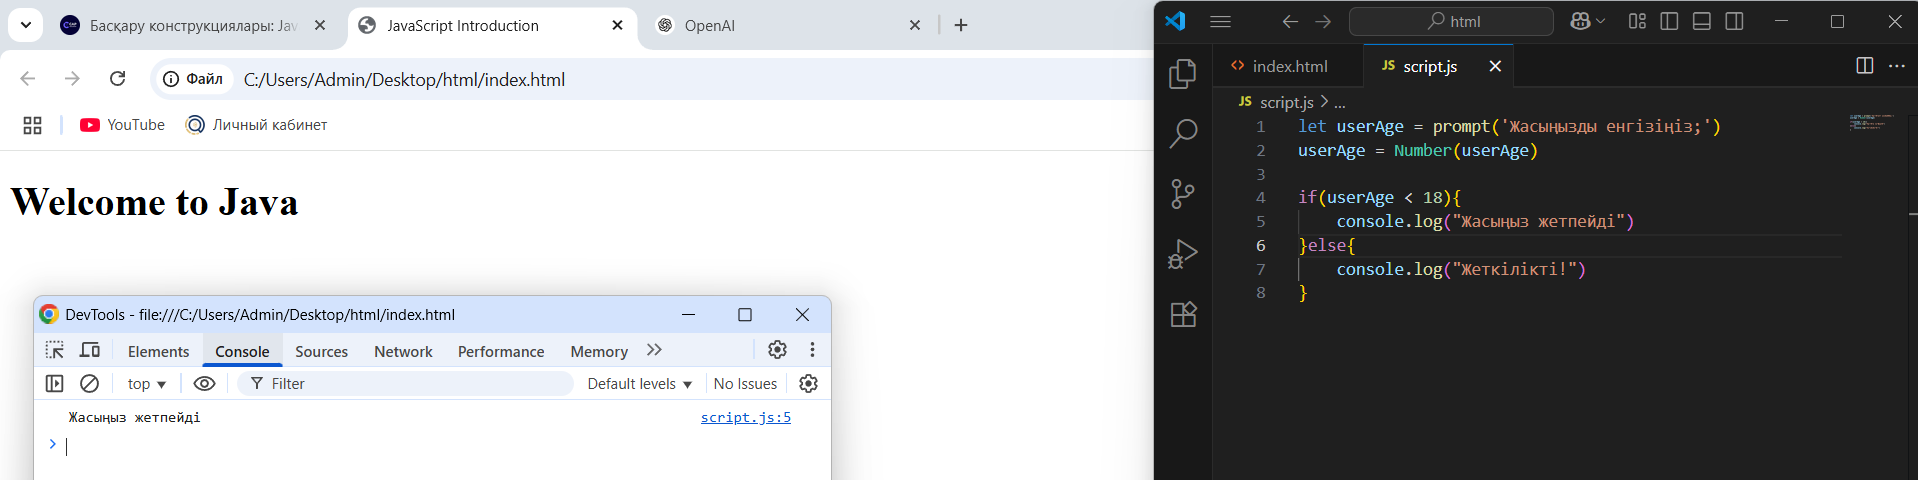 Басқару конструкциялары: Jav
JavaScript Introduction
OpenAI
Файл
C:/Users/Admin/Desktop/html/index.html
YouTube
Личный кабинет
Welcome to Java
DevTools - file:///C:/Users/Admin/Desktop/html/index.html
Elements Console Sources Network Performance Memory
top Filter Default levels No Issues
Жасыңыз жетпейді script.js:5
html
index.html
JS script.js
JS script.js > ...
1 let userAge = prompt('Жасыңызды енгізіңіз;')
2 userAge = Number(userAge)
3
4 if(userAge < 18){
5 console.log("Жасыңыз жетпейді")
6 }else{
7 console.log("Жеткілікті!")
8 }